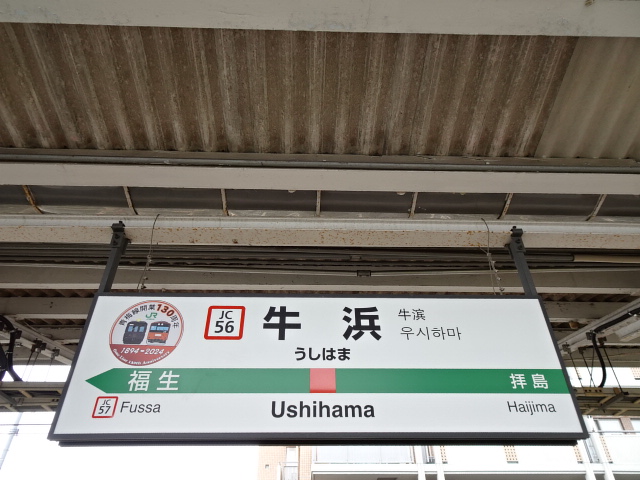 青梅線開業130周年
JR
1894-2024
JC
56
牛浜
牛滨
우시하마
うしはま
福生
拝島
JC
57
Fussa
Ushihama
Haijima